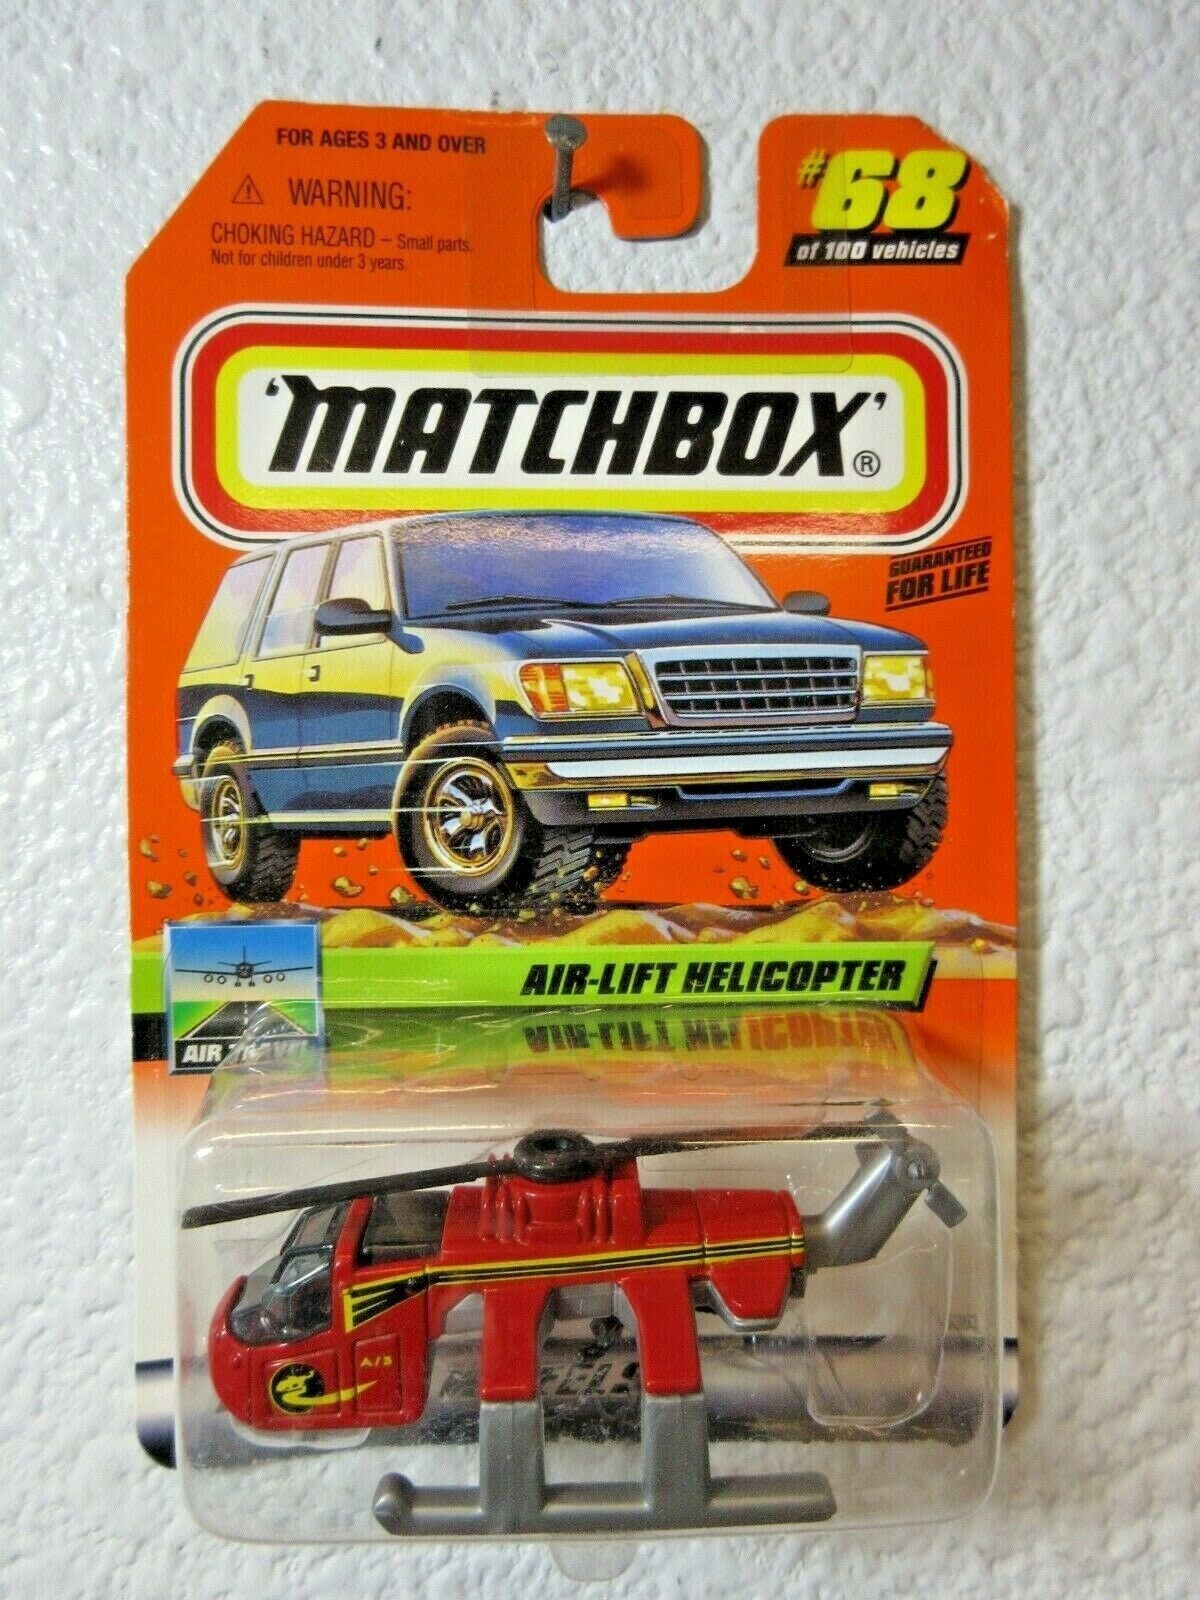 FOR AGES 3 AND OVER
⚠ WARNING:
CHOKING HAZARD – Small parts.
Not for children under 3 years.
#68
of 100 vehicles
'MATCHBOX'®
GUARANTEED
FOR LIFE
AIR-LIFT HELICOPTER
AIR
A/3